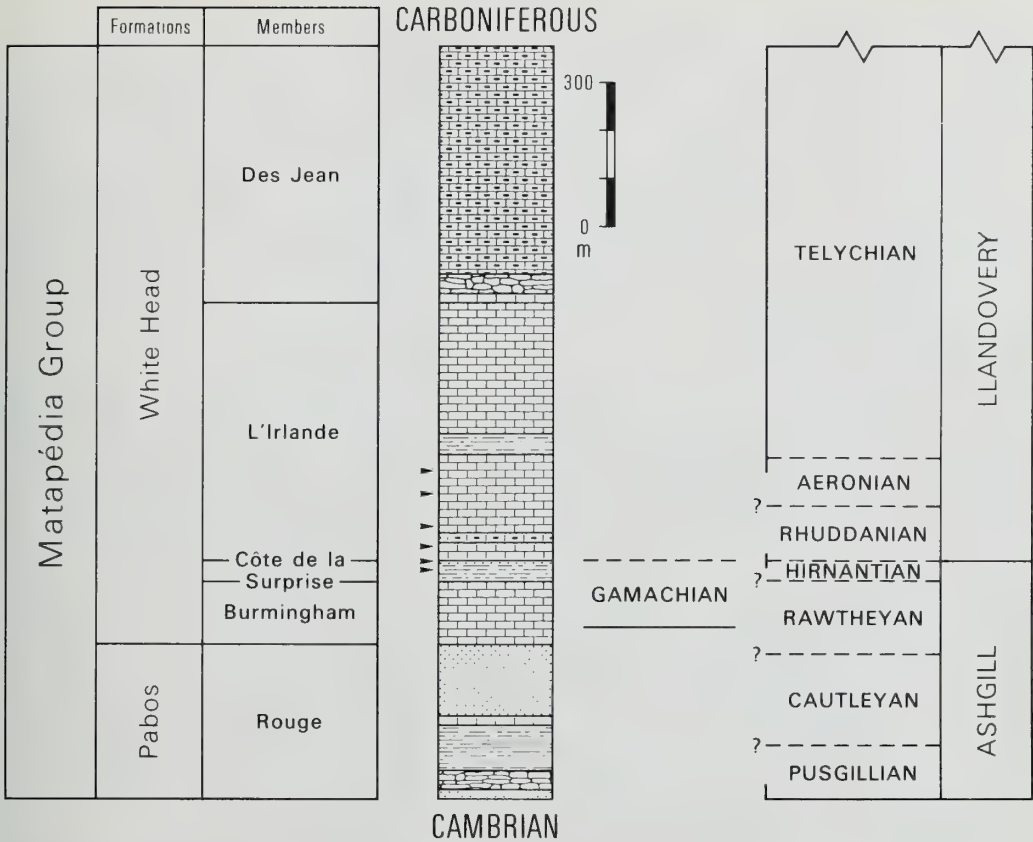 Formations
Members
CARBONIFEROUS
Matapédia Group
White Head
Pabos
Des Jean
L'Irlande
Côte de la
Surprise
Burmingham
Rouge
300
0
m
CAMBRIAN
GAMACHIAN
TELYCHIAN
AERONIAN
?
RHUDDANIAN
HIRNANTIAN
?
RAWTHEYAN
?
CAUTLEYAN
?
PUSGILLIAN
LLANDOVERY
ASHGILL